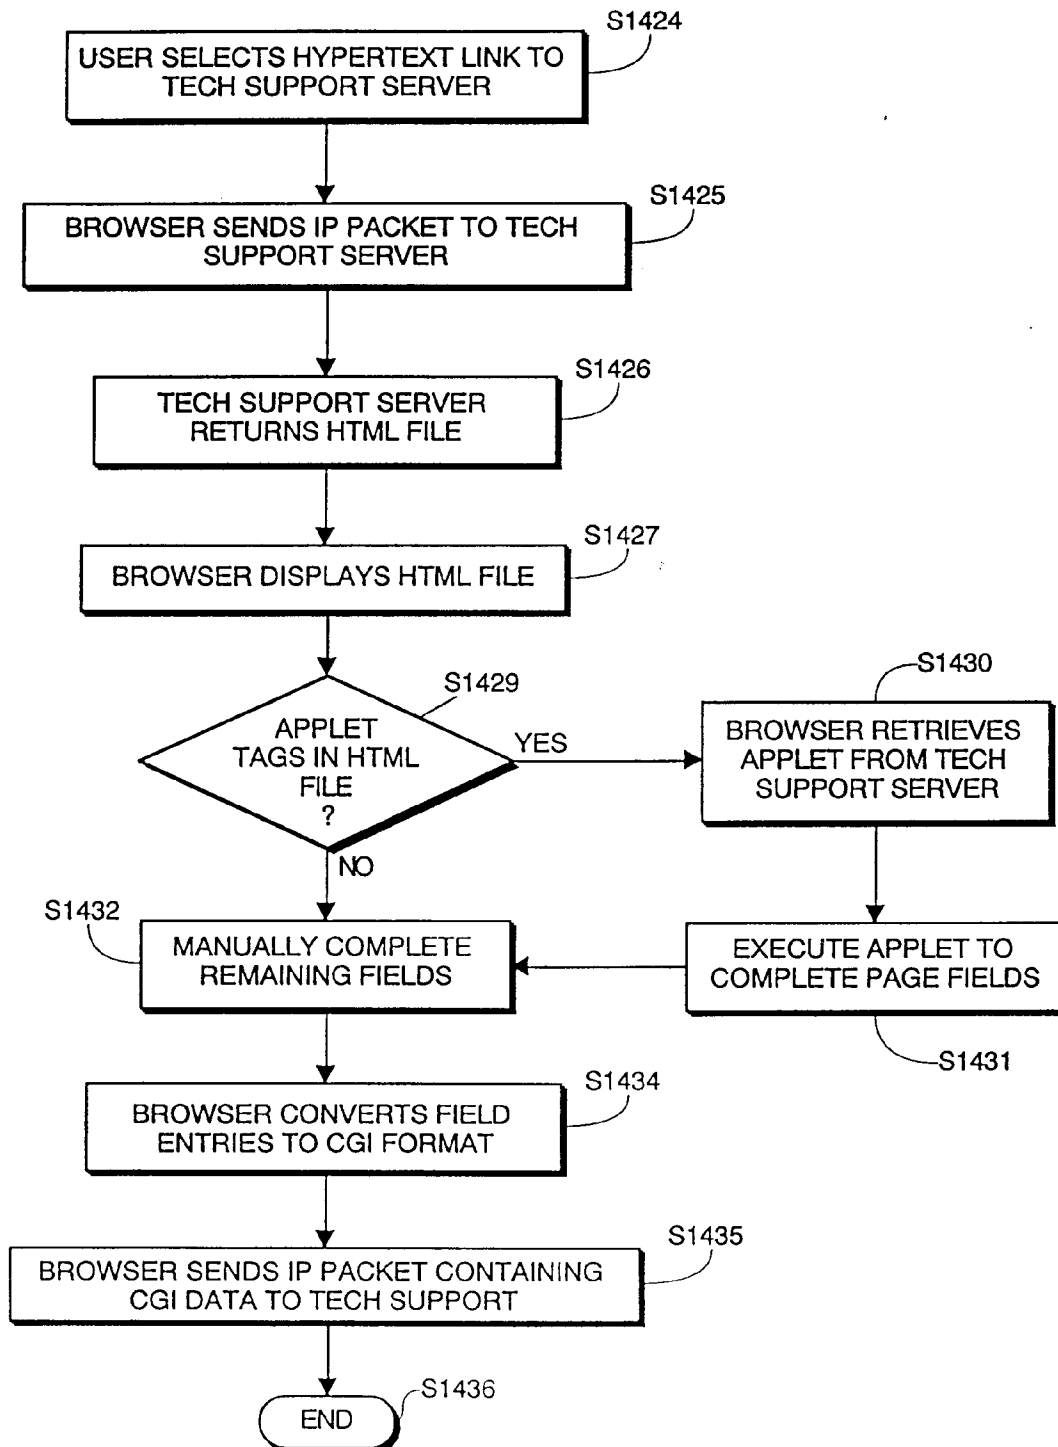 S1424
USER SELECTS HYPERTEXT LINK TO
TECH SUPPORT SERVER
S1425
BROWSER SENDS IP PACKET TO TECH
SUPPORT SERVER
S1426
TECH SUPPORT SERVER
RETURNS HTML FILE
S1427
BROWSER DISPLAYS HTML FILE
S1429
APPLET
TAGS IN HTML
FILE
?
YES
NO
S1430
BROWSER RETRIEVES
APPLET FROM TECH
SUPPORT SERVER
EXECUTE APPLET TO
COMPLETE PAGE FIELDS
S1431
S1432
MANUALLY COMPLETE
REMAINING FIELDS
S1434
BROWSER CONVERTS FIELD
ENTRIES TO CGI FORMAT
S1435
BROWSER SENDS IP PACKET CONTAINING
CGI DATA TO TECH SUPPORT
S1436
END